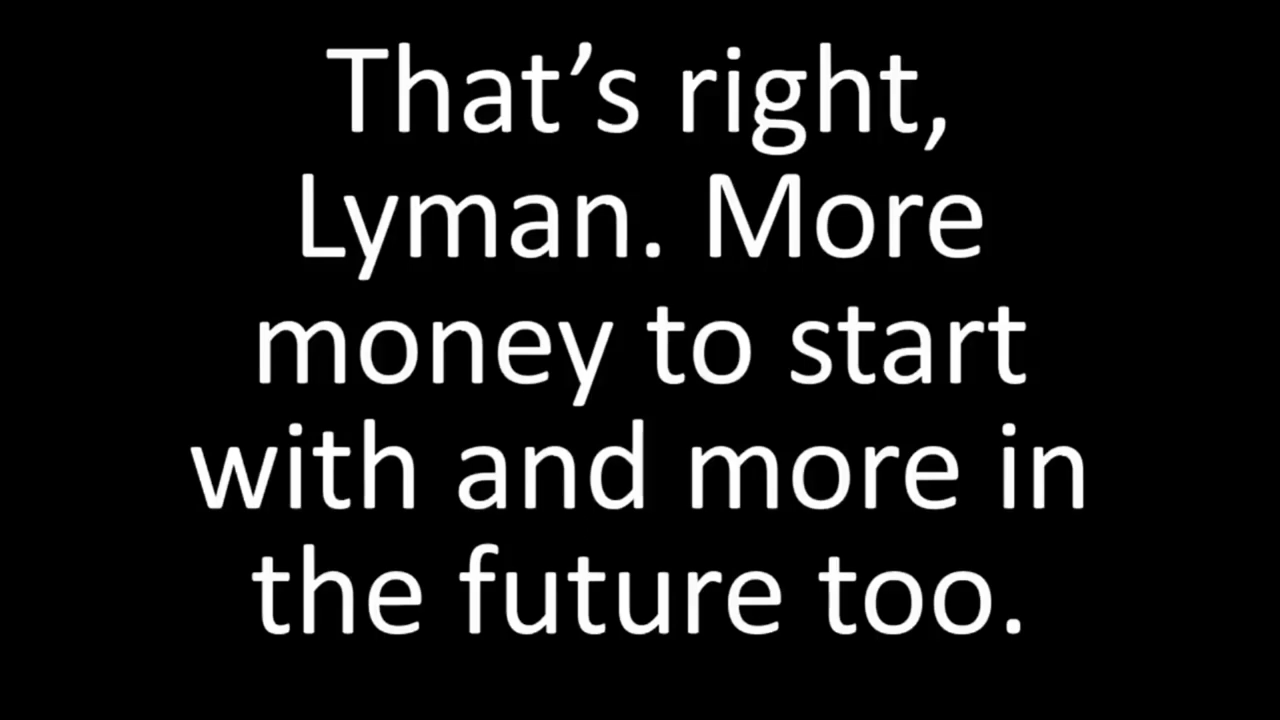 That’s right,
Lyman. More
money to start
with and more in
the future too.